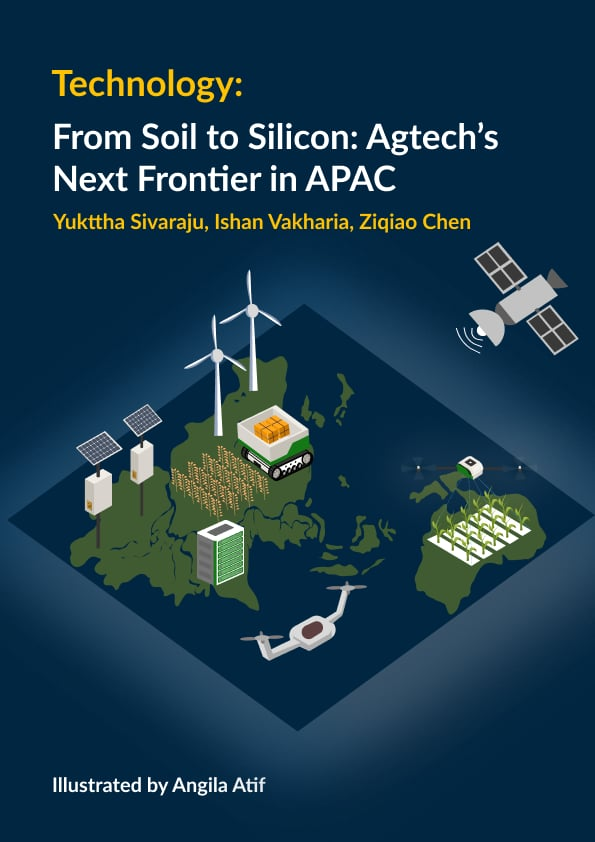 Technology:
From Soil to Silicon: Agtech’s
Next Frontier in APAC
Yukttha Sivaraju, Ishan Vakharia, Ziqiao Chen
Illustrated by Angila Atif